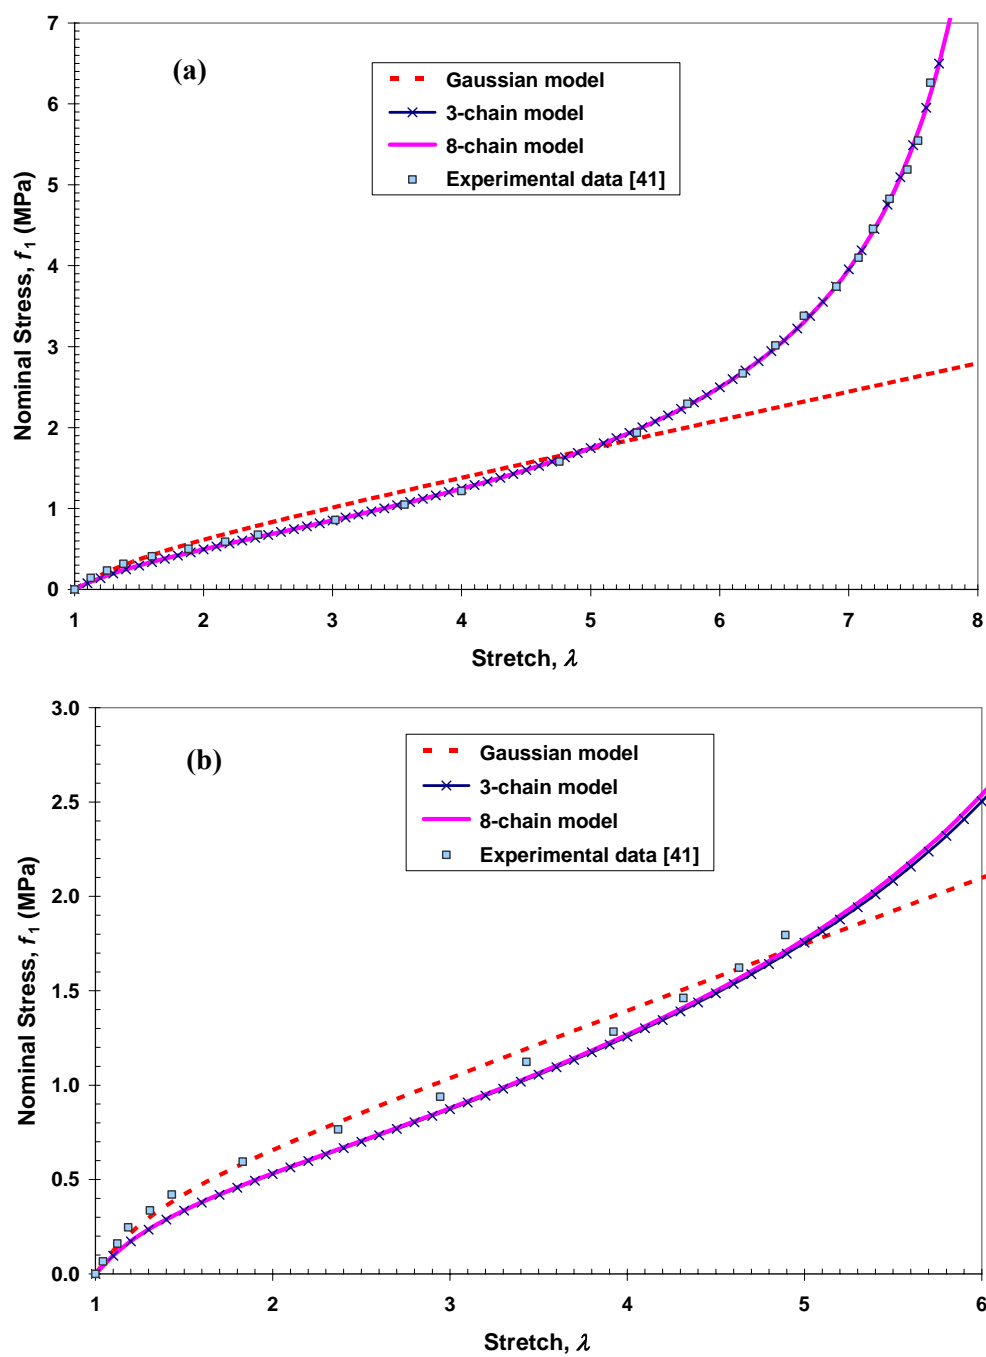 7
6
5
4
3
2
1
0
Nominal Stress, f₁ (MPa)
(a)
Gaussian model
3-chain model
8-chain model
Experimental data [41]
1 2 3 4 5 6 7 8
Stretch, λ
3.0
2.5
2.0
1.5
1.0
0.5
0.0
Nominal Stress, f₁ (MPa)
(b)
Gaussian model
3-chain model
8-chain model
Experimental data [41]
1 2 3 4 5 6
Stretch, λ